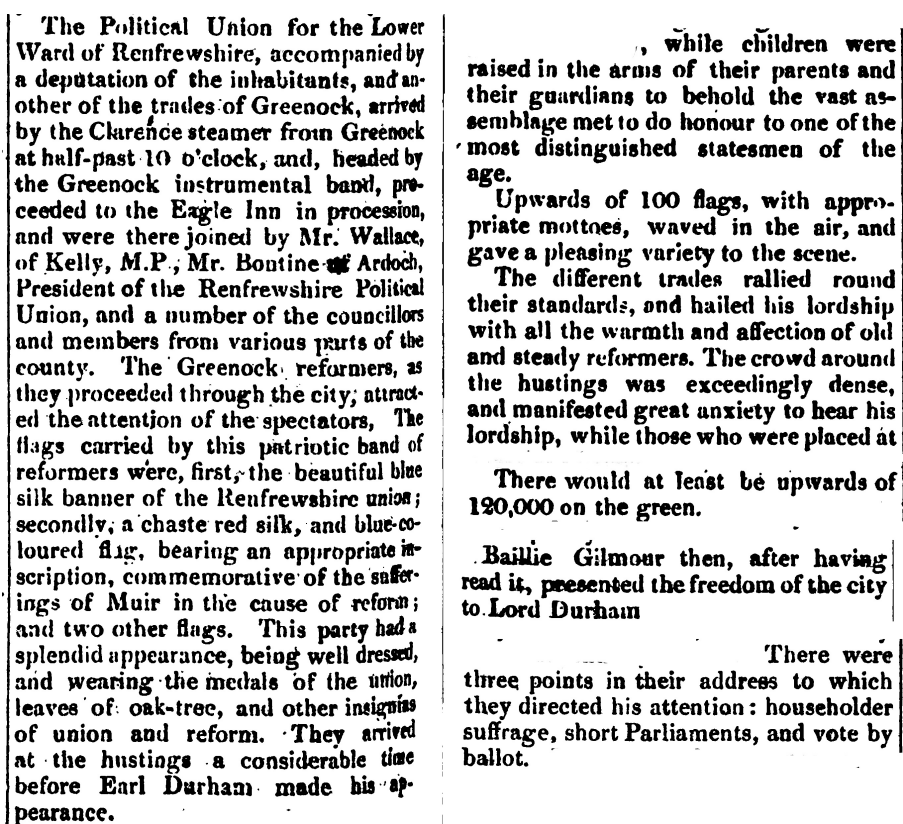 The Political Union for the Lower
Ward of Renfrewshire, accompanied by
a deputation of the inhabitants, and an-
other of the trades of Greenock, arrived
by the Clarence steamer from Greenock
at half-past 10 o'clock, and, headed by
the Greenock instrumental band, pro-
ceeded to the Eagle Inn in procession,
and were there joined by Mr. Wallace,
of Kelly, M.P., Mr. Bontine of Ardoch,
President of the Renfrewshire Political
Union, and a number of the councillors
and members from various parts of the
county. The Greenock reformers, as
they proceeded through the city, attract-
ed the attention of the spectators, The
flags carried by this patriotic band of
reformers were, first, the beautiful blue
silk banner of the Renfrewshire union;
secondly, a chaste red silk, and blue-co-
loured flag, bearing an appropriate in-
scription, commemorative of the suffer-
ings of Muir in the cause of reform;
and two other flags. This party had a
splendid appearance, being well dressed,
and wearing the medals of the union,
leaves of oak-tree, and other insignias
of union and reform. They arrived
at the hustings a considerable time
before Earl Durham made his ap-
pearance.
, while children were
raised in the arms of their parents and
their guardians to behold the vast as-
semblage met to do honour to one of the
most distinguished statesmen of the
age.
Upwards of 100 flags, with appro-
priate mottoes, waved in the air, and
gave a pleasing variety to the scene.
The different trades rallied round
their standards, and hailed his lordship
with all the warmth and affection of old
and steady reformers. The crowd around
the hustings was exceedingly dense,
and manifested great anxiety to hear his
lordship, while those who were placed at
There would at least be upwards of
120,000 on the green.
Baillie Gilmour then, after having
read it, presented the freedom of the city
to Lord Durham
There were
three points in their address to which
they directed his attention: householder
suffrage, short Parliaments, and vote by
ballot.